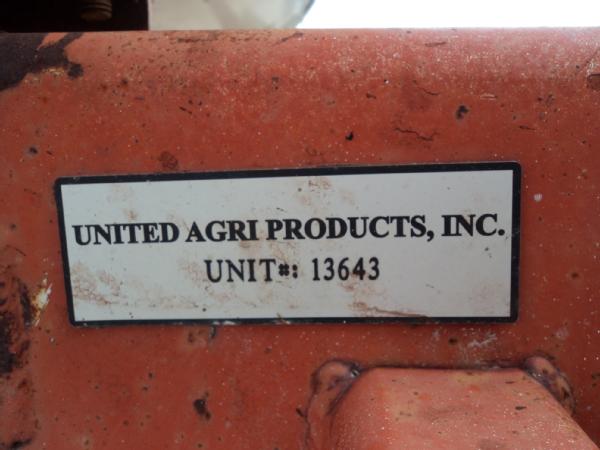 UNITED AGRI PRODUCTS, INC.
UNIT#: 13643